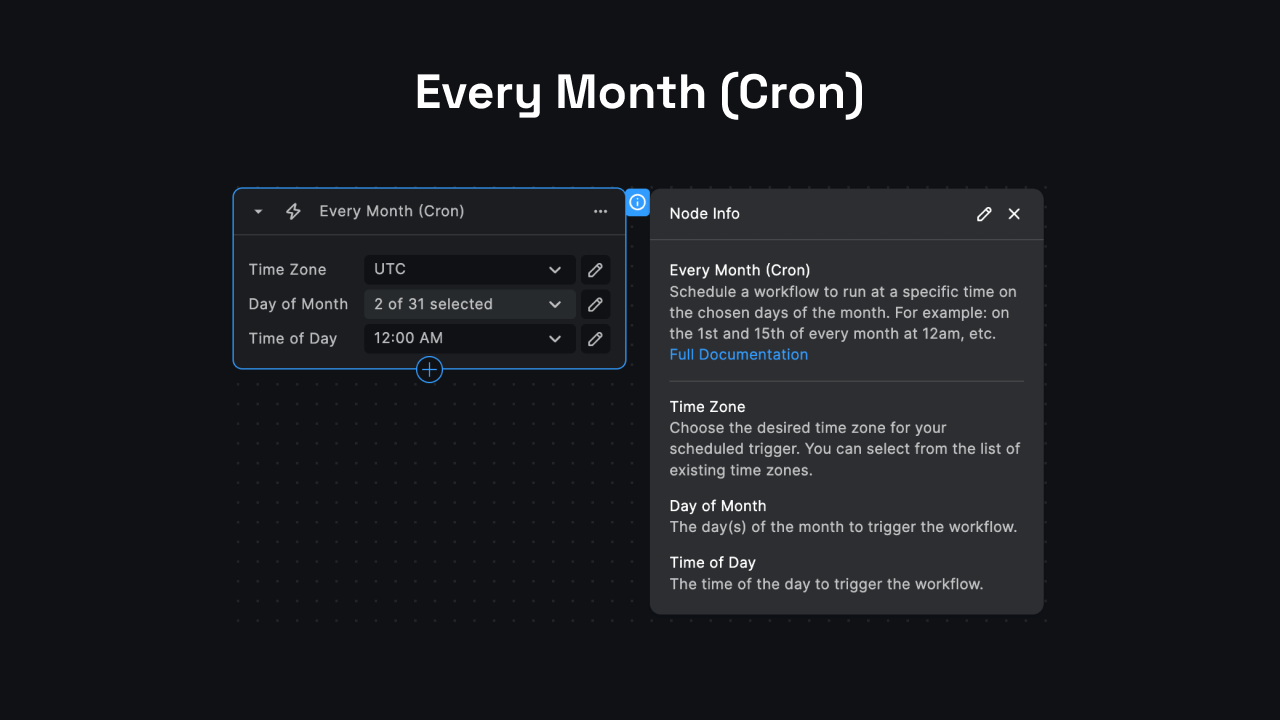 Every Month (Cron)
Every Month (Cron)
Time Zone
UTC
Day of Month
2 of 31 selected
Time of Day
12:00 AM
Node Info
Every Month (Cron)
Schedule a workflow to run at a specific time on
the chosen days of the month. For example: on
the 1st and 15th of every month at 12am, etc.
Full Documentation
Time Zone
Choose the desired time zone for your
scheduled trigger. You can select from the list of
existing time zones.
Day of Month
The day(s) of the month to trigger the workflow.
Time of Day
The time of the day to trigger the workflow.